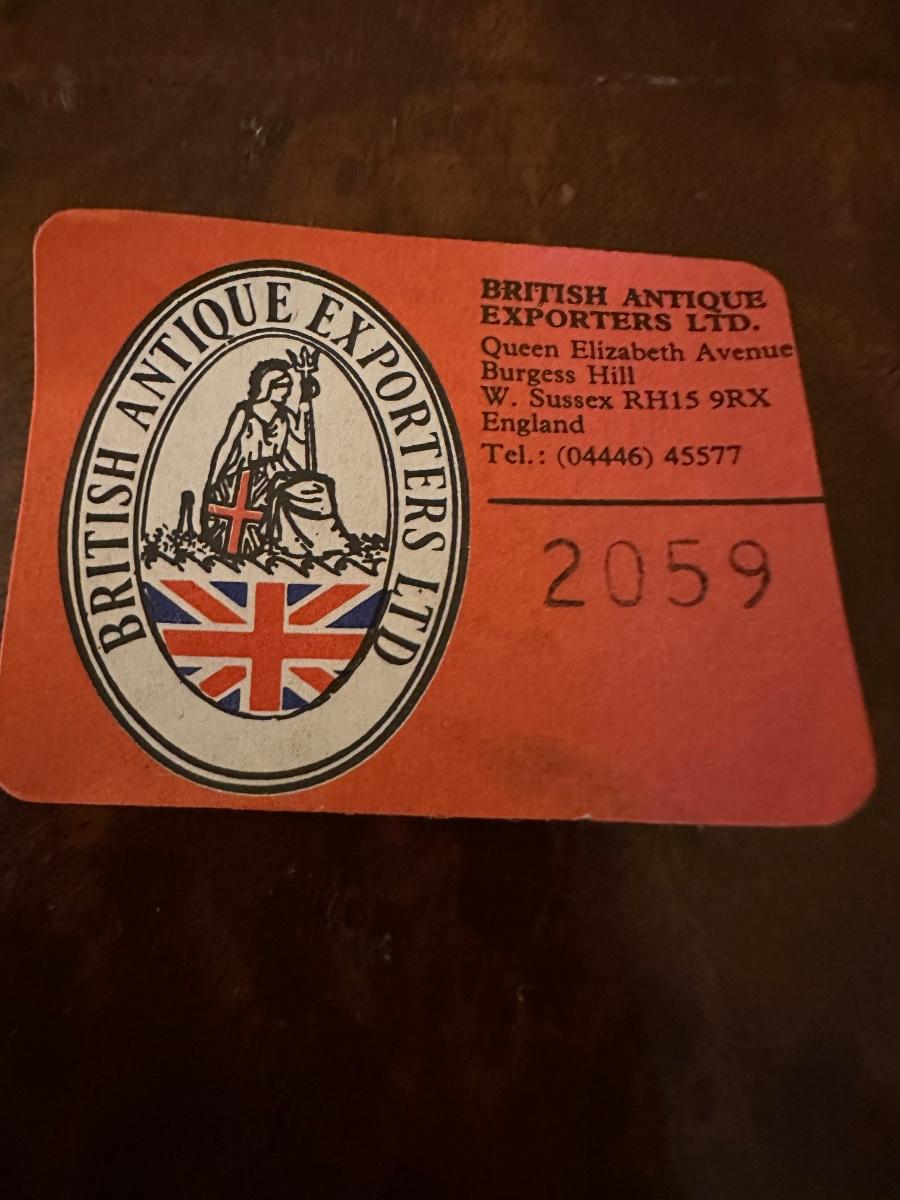 BRITISH ANTIQUE EXPORTERS LTD
BRITISH ANTIQUE
EXPORTERS LTD.
Queen Elizabeth Avenue
Burgess Hill
W. Sussex RH15 9RX
England
Tel.: (04446) 45577
2059